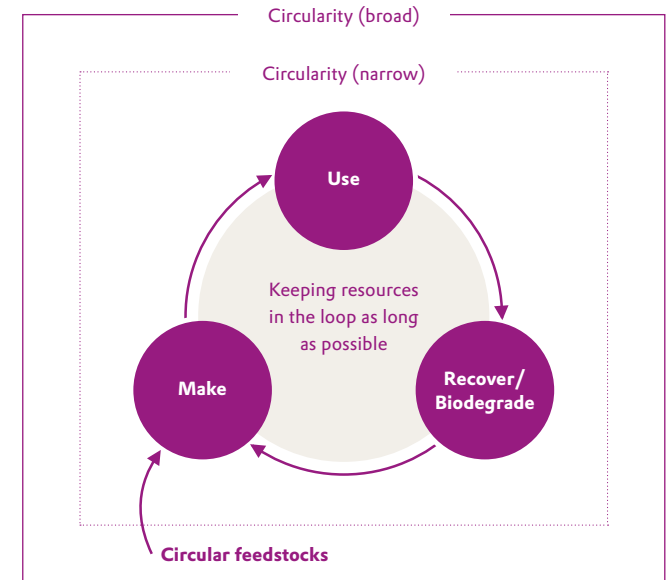 Circularity (broad)
Circularity (narrow)
Use
Keeping resources
in the loop as long
as possible
Make
Recover/
Biodegrade
Circular feedstocks